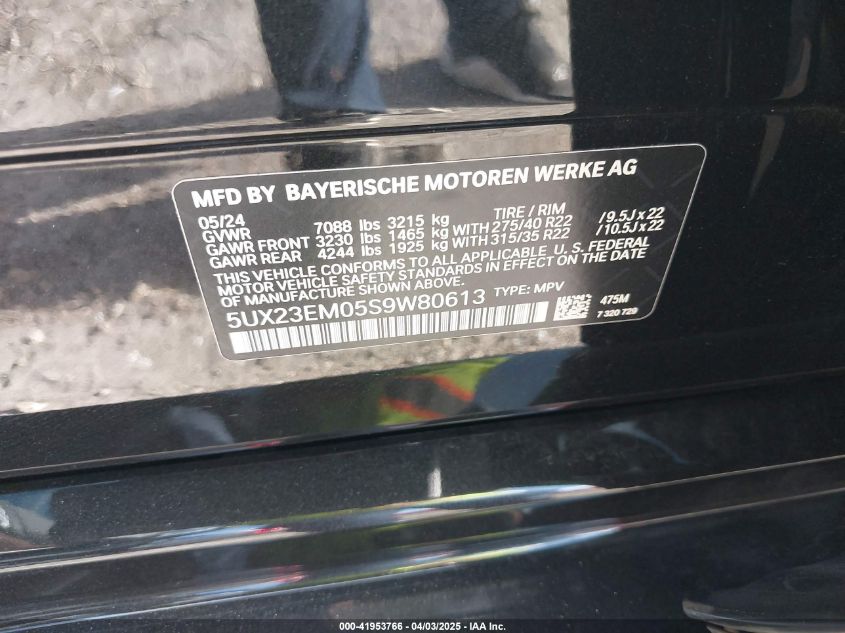 MFD BY BAYERISCHE MOTOREN WERKE AG
05/24 TIRE / RIM
GVWR 7088 lbs 3215 kg
GAWR FRONT 3230 lbs 1465 kg WITH 275/40 R22 / 9.5J x 22
GAWR REAR 4244 lbs 1925 kg WITH 315/35 R22 / 10.5J x 22
THIS VEHICLE CONFORMS TO ALL APPLICABLE U. S. FEDERAL
MOTOR VEHICLE SAFETY STANDARDS IN EFFECT ON THE DATE
OF MANUFACTURE SHOWN ABOVE.
5UX23EM05S9W80613 TYPE: MPV
475M
7 320 729
000-41953766 - 04/03/2025 - IAA Inc.